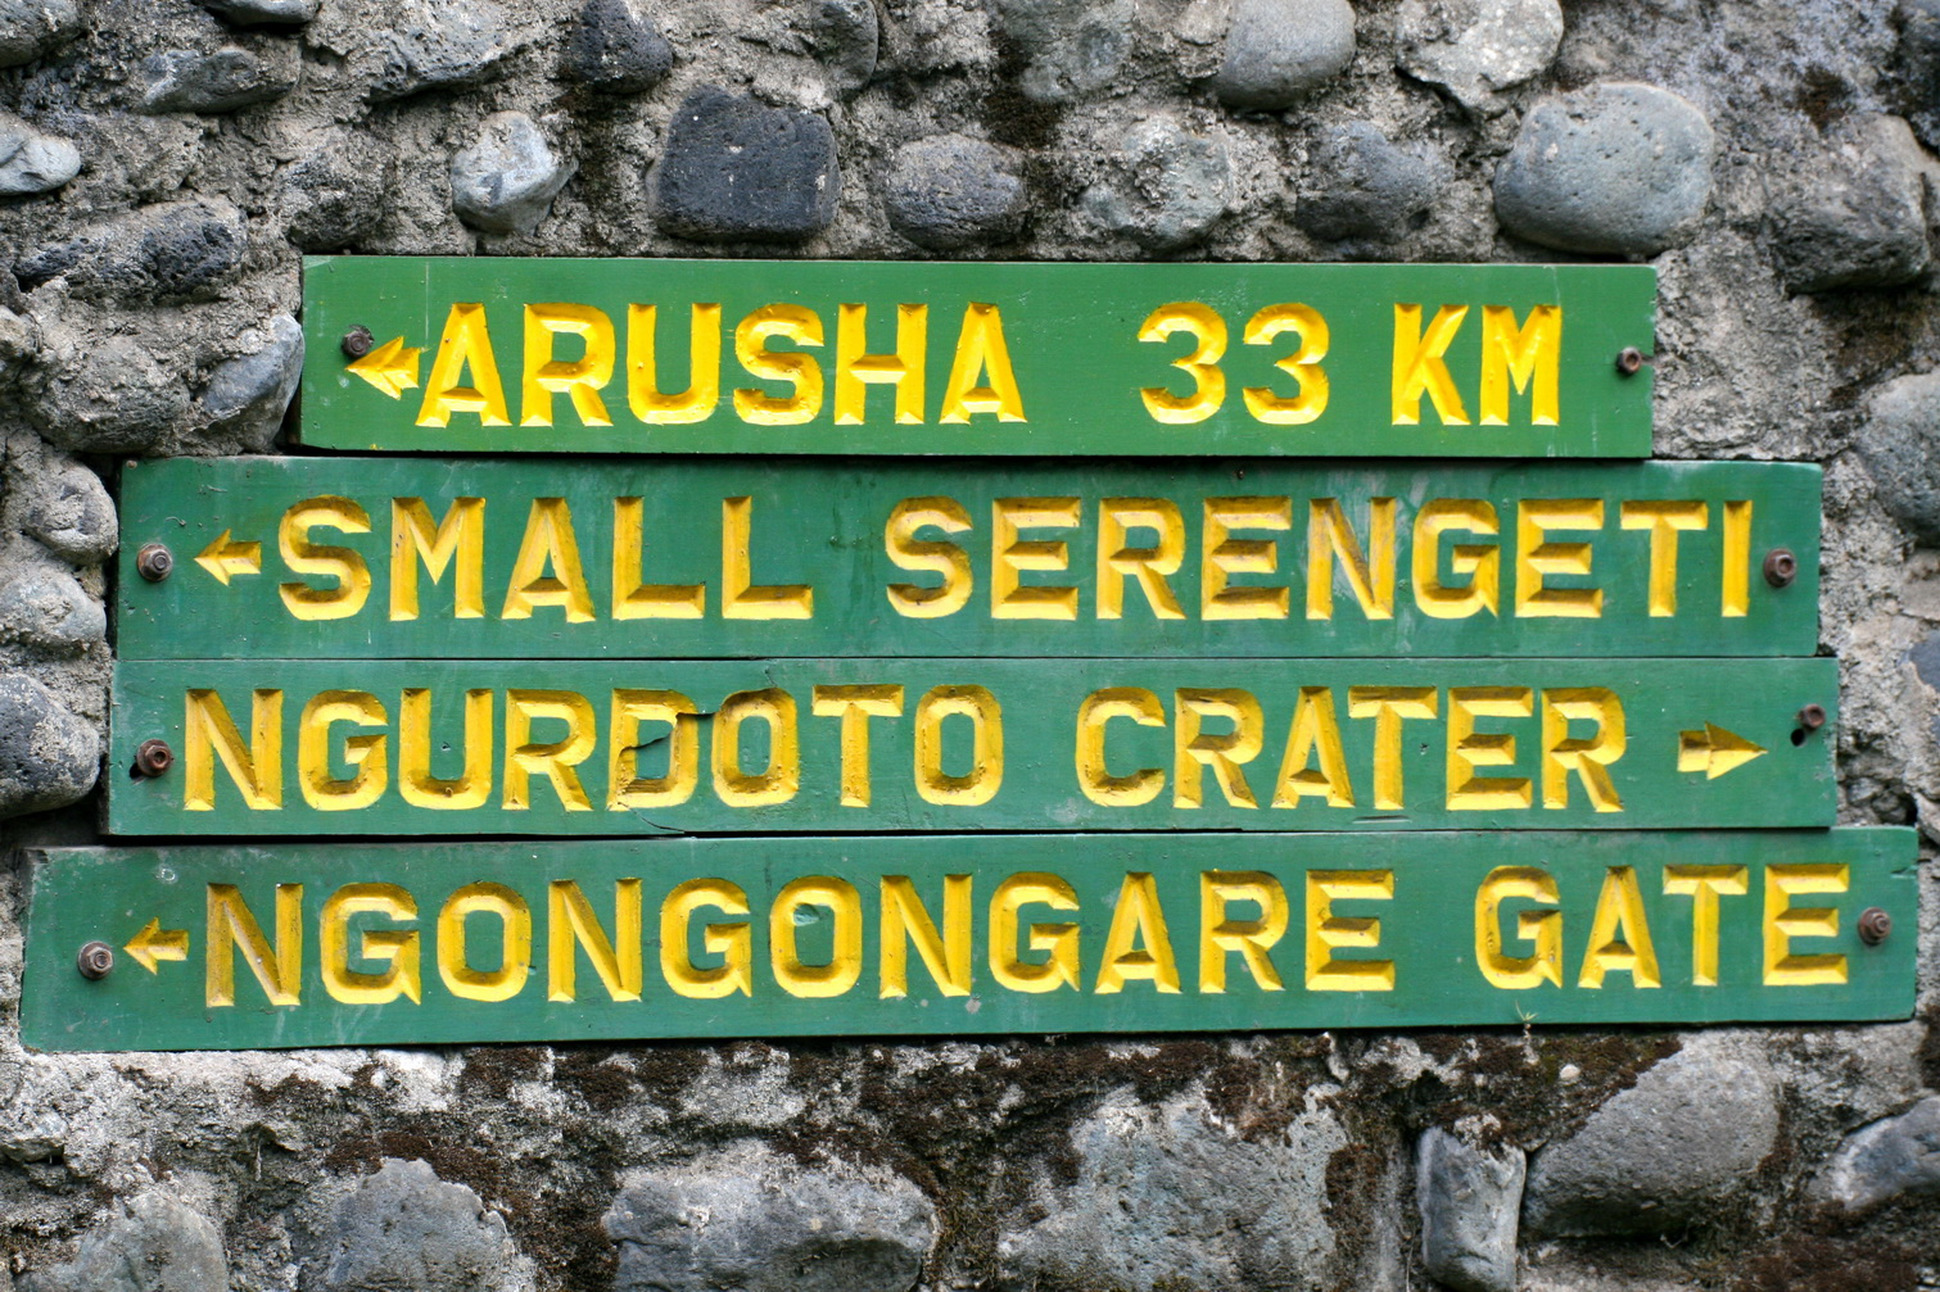 ARUSHA 33 KM
SMALL SERENGETI
NGURDOTO CRATER
NGONGONGARE GATE